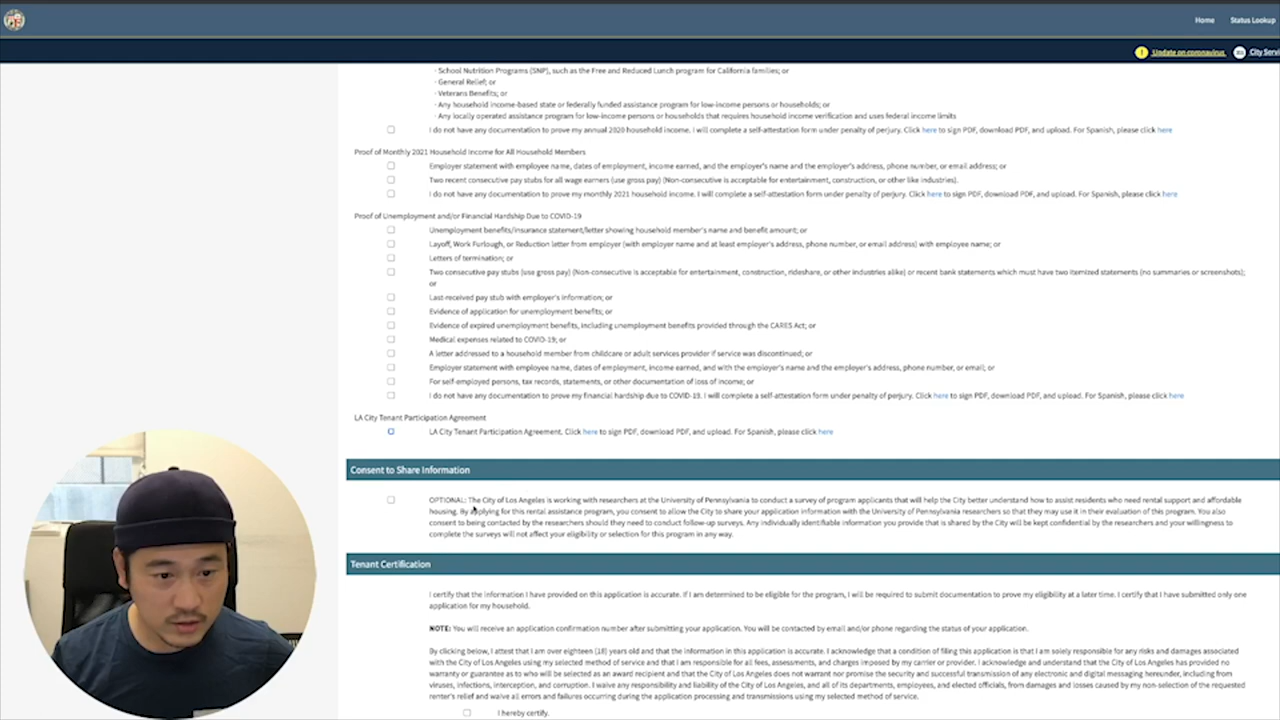 Home Status Lookup
! Update on coronavirus City Servi
· School Nutrition Programs (SNP), such as the Free and Reduced Lunch program for California families; or
· General Relief; or
· Veterans Benefits; or
· Any household income-based state or federally funded assistance program for low-income persons or households; or
· Any locally operated assistance program for low-income persons or households that requires household income verification and uses federal income limits
I do not have any documentation to prove my annual 2020 household income. I will complete a self-attestation form under penalty of perjury. Click here to sign PDF, download PDF, and upload. For Spanish, please click here
Proof of Monthly 2021 Household Income for All Household Members
Employer statement with employee name, dates of employment, income earned, and the employer's name and the employer's address, phone number, or email address; or
Two recent consecutive pay stubs for all wage earners (use gross pay) (Non-consecutive is acceptable for entertainment, construction, or other like industries).
I do not have any documentation to prove my monthly 2021 household income. I will complete a self-attestation form under penalty of perjury. Click here to sign PDF, download PDF, and upload. For Spanish, please click here
Proof of Unemployment and/or Financial Hardship Due to COVID-19
Unemployment benefits/insurance statement/letter showing household member's name and benefit amount; or
Layoff, Work Furlough, or Reduction letter from employer (with employer name and at least employer's address, phone number, or email address) with employee name; or
Letters of termination; or
Two consecutive pay stubs (use gross pay) (Non-consecutive is acceptable for entertainment, construction, rideshare, or other industries alike) or recent bank statements which must have two itemized statements (no summaries or screenshots);
or
Last-received pay stub with employer's information; or
Evidence of application for unemployment benefits; or
Evidence of expired unemployment benefits, including unemployment benefits provided through the CARES Act; or
Medical expenses related to COVID-19; or
A letter addressed to a household member from childcare or adult services provider if service was discontinued; or
Employer statement with employee name, dates of employment, income earned, and with the employer's name and the employer's address, phone number, or email; or
For self-employed persons, tax records, statements, or other documentation of loss of income; or
I do not have any documentation to prove my financial hardship due to COVID-19. I will complete a self-attestation form under penalty of perjury. Click here to sign PDF, download PDF, and upload. For Spanish, please click here
LA City Tenant Participation Agreement
LA City Tenant Participation Agreement. Click here to sign PDF, download PDF, and upload. For Spanish, please click here
Consent to Share Information
OPTIONAL: The City of Los Angeles is working with researchers at the University of Pennsylvania to conduct a survey of program applicants that will help the City better understand how to assist residents who need rental support and affordable
housing. By applying for this rental assistance program, you consent to allow the City to share your application information with the University of Pennsylvania researchers so that they may use it in their evaluation of this program. You also
consent to being contacted by the researchers should they need to conduct follow-up surveys. Any individually identifiable information you provide that is shared by the City will be kept confidential by the researchers and your willingness to
complete the surveys will not affect your eligibility or selection for this program in any way.
Tenant Certification
I certify that the information I have provided on this application is accurate. If I am determined to be eligible for the program, I will be required to submit documentation to prove my eligibility at a later time. I certify that I have submitted only one
application for my household.
NOTE: You will receive an application confirmation number after submitting your application. You will be contacted by email and/or phone regarding the status of your application.
By clicking below, I attest that I am over eighteen (18) years old and that the information in this application is accurate. I acknowledge that a condition of filing this application is that I am solely responsible for any risks and damages associated
with the City of Los Angeles using my selected method of service and that I am responsible for all fees, assessments, and charges imposed by my carrier or provider. I acknowledge and understand that the City of Los Angeles has provided no
warranty or guarantee as to who will be selected as an award recipient and that the City of Los Angeles does not warrant nor promise the security and successful transmission of any electronic and digital messaging hereunder, including from
viruses, infections, interception, and corruption. I waive any responsibility and liability of the City of Los Angeles, and all of its departments, employees, and elected officials, from damages and losses caused by my non-selection of the requested
renter's relief and waive all errors and failures occurring during the application processing and transmissions using my selected method of service.
I hereby certify.